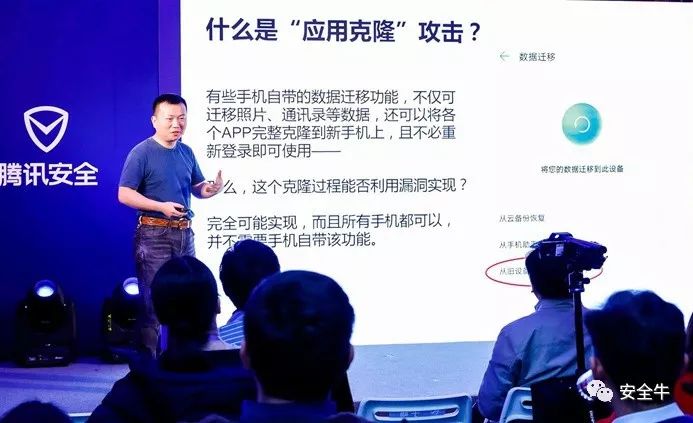 什么是“应用克隆”攻击？
有些手机自带的数据迁移功能，不仅可
迁移照片、通讯录等数据，还可以将各
个APP完整克隆到新手机上，且不必重
新登录即可使用——
么，这个克隆过程能否利用漏洞实现？
完全可能实现，而且所有手机都可以，
并不需要手机自带该功能。
← 数据迁移
将您的数据迁移到此设备
从云备份恢复
从手机助
从旧设
腾讯安全
安全牛